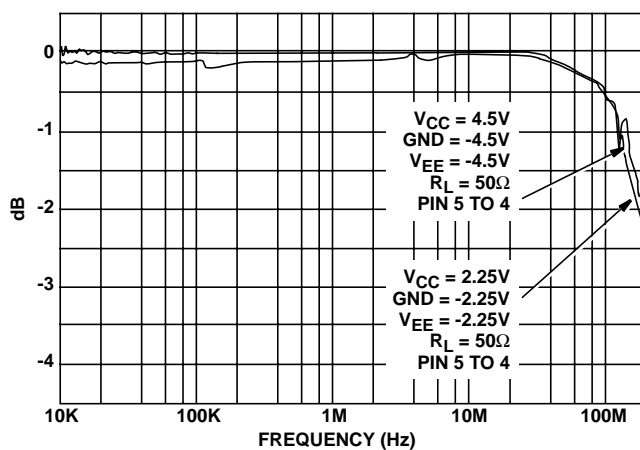 0
-1
-2
-3
-4
dB
VCC = 4.5V
GND = -4.5V
VEE = -4.5V
RL = 50Ω
PIN 5 TO 4
VCC = 2.25V
GND = -2.25V
VEE = -2.25V
RL = 50Ω
PIN 5 TO 4
10K 100K 1M 10M 100M
FREQUENCY (Hz)